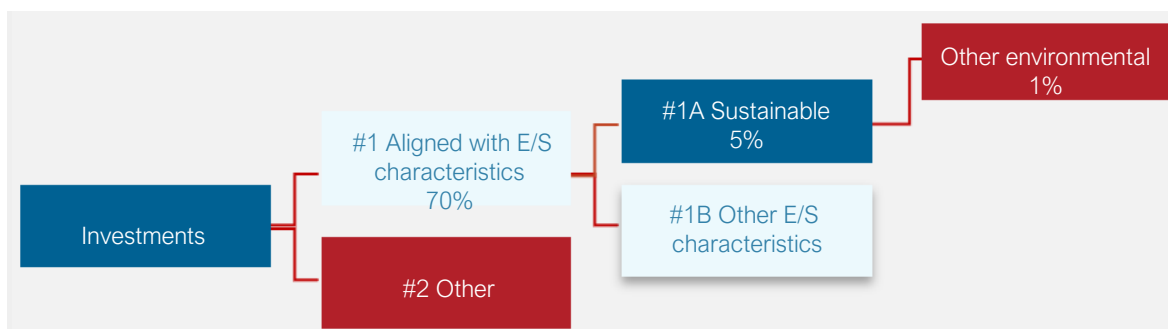 Investments
#1 Aligned with E/S
characteristics
70%
#2 Other
#1A Sustainable
5%
#1B Other E/S
characteristics
Other environmental
1%